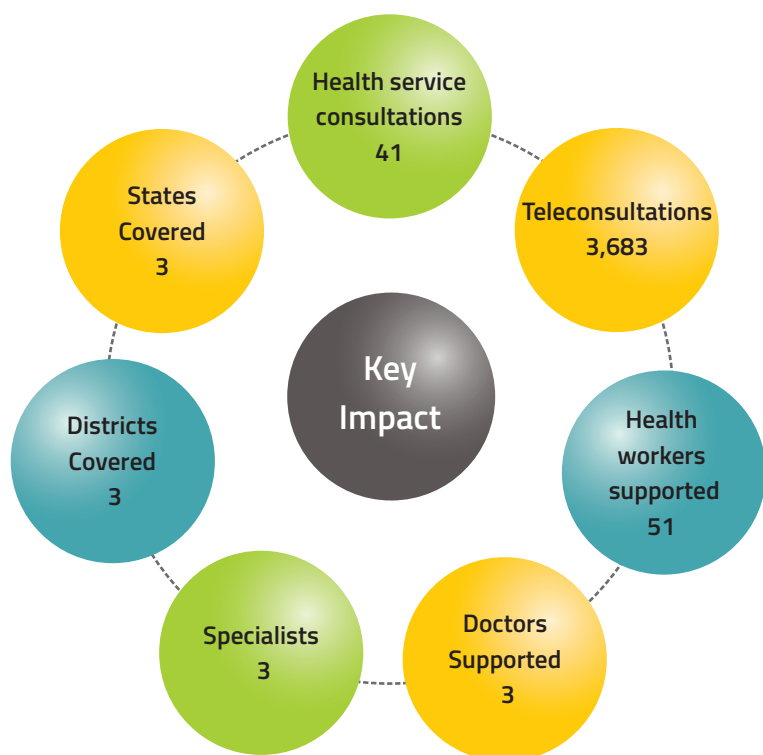 Health service
consultations
41
Teleconsultations
3,683
Health
workers
supported
51
Doctors
Supported
3
Specialists
3
Districts
Covered
3
States
Covered
3
Key
Impact